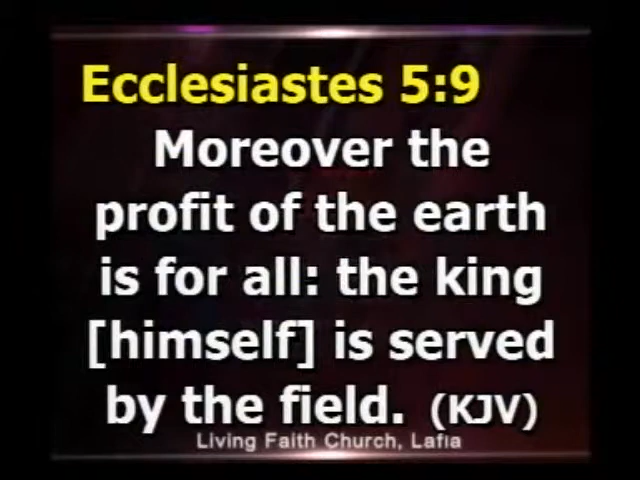 Ecclesiastes 5:9
Moreover the
profit of the earth
is for all: the king
[himself] is served
by the field. (KJV)
Living Faith Church, Lafia